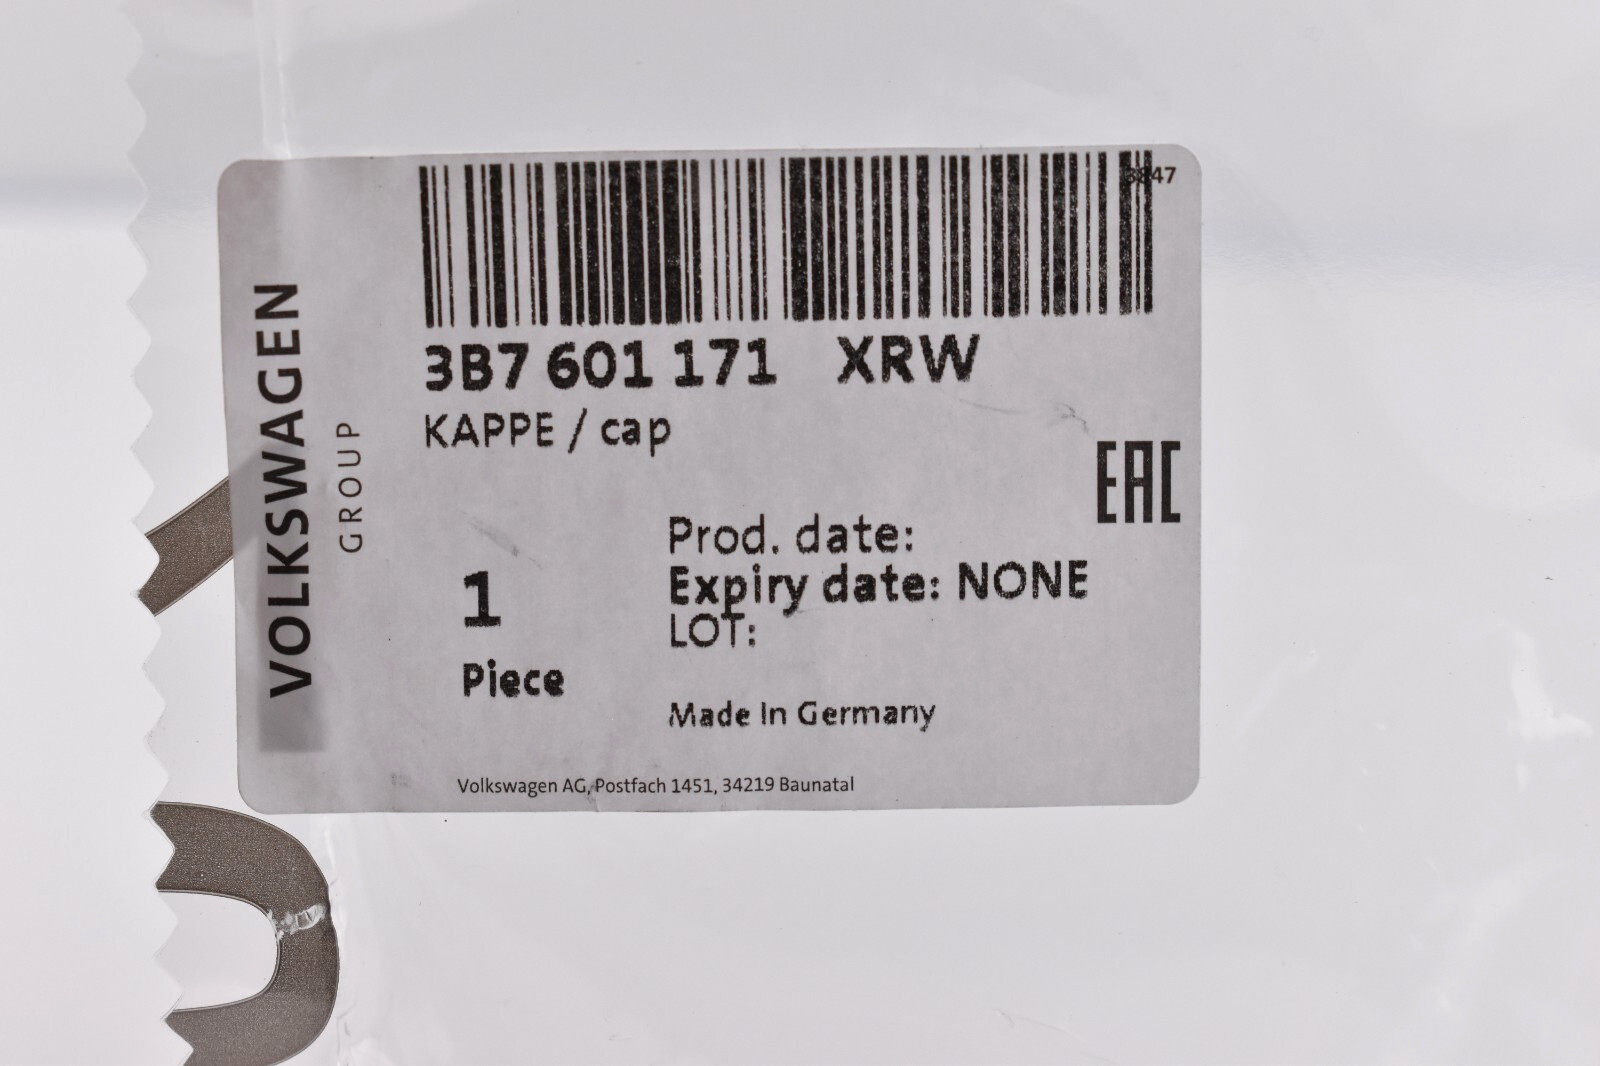 VOLKSWAGEN
GROUP
3B7 601 171 XRW
KAPPE / cap
EAC
1
Piece
Prod. date:
Expiry date: NONE
LOT:
Made In Germany
Volkswagen AG, Postfach 1451, 34219 Baunatal